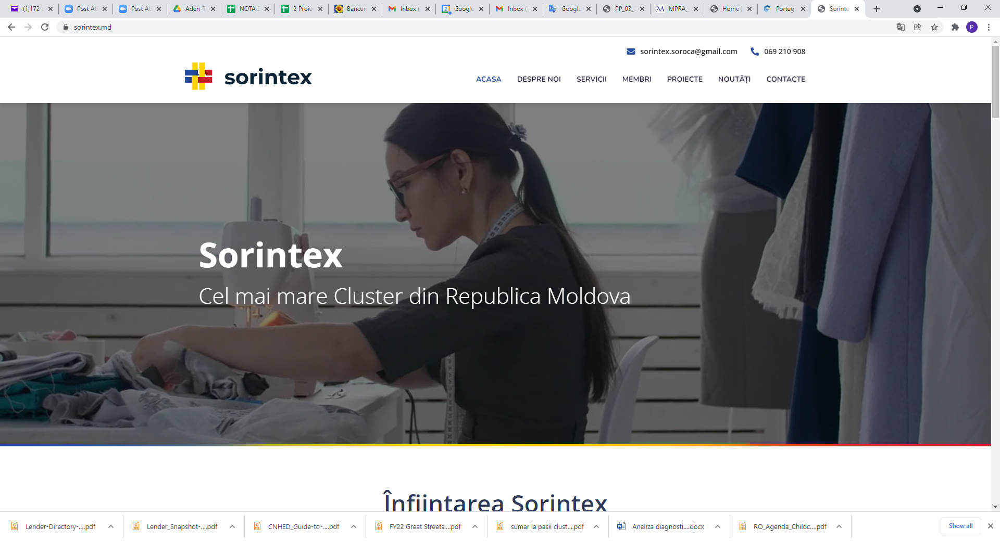 (1,172 u
Post At
Post At
Aden-T
NOTA D
2 Proie
Bancur
Inbox (
Google
Inbox (
Google
PP_03_
MPRA_
Home |
Portug
Sorinte
sorintex.md
P
sorintex.soroca@gmail.com 069 210 908
sorintex
ACASA DESPRE NOI SERVICII MEMBRI PROIECTE NOUTĂȚI CONTACTE
Sorintex
Cel mai mare Cluster din Republica Moldova
Înființarea Sorintex
Lender-Directory-....pdf
Lender_Snapshot-....pdf
CNHED_Guide-to-....pdf
FY22 Great Streets....pdf
sumar la pasii clust....pdf
Analiza diagnosti....docx
RO_Agenda_Childc....pdf
Show all